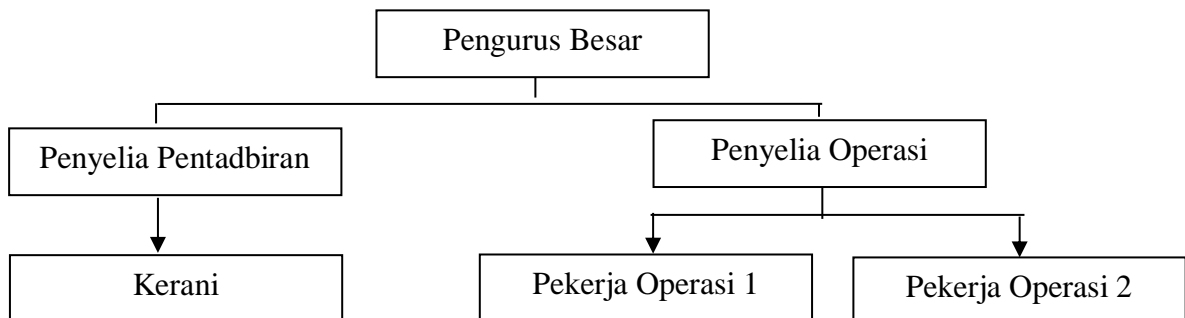 Pengurus Besar
Penyelia Pentadbiran
Penyelia Operasi
Kerani
Pekerja Operasi 1
Pekerja Operasi 2